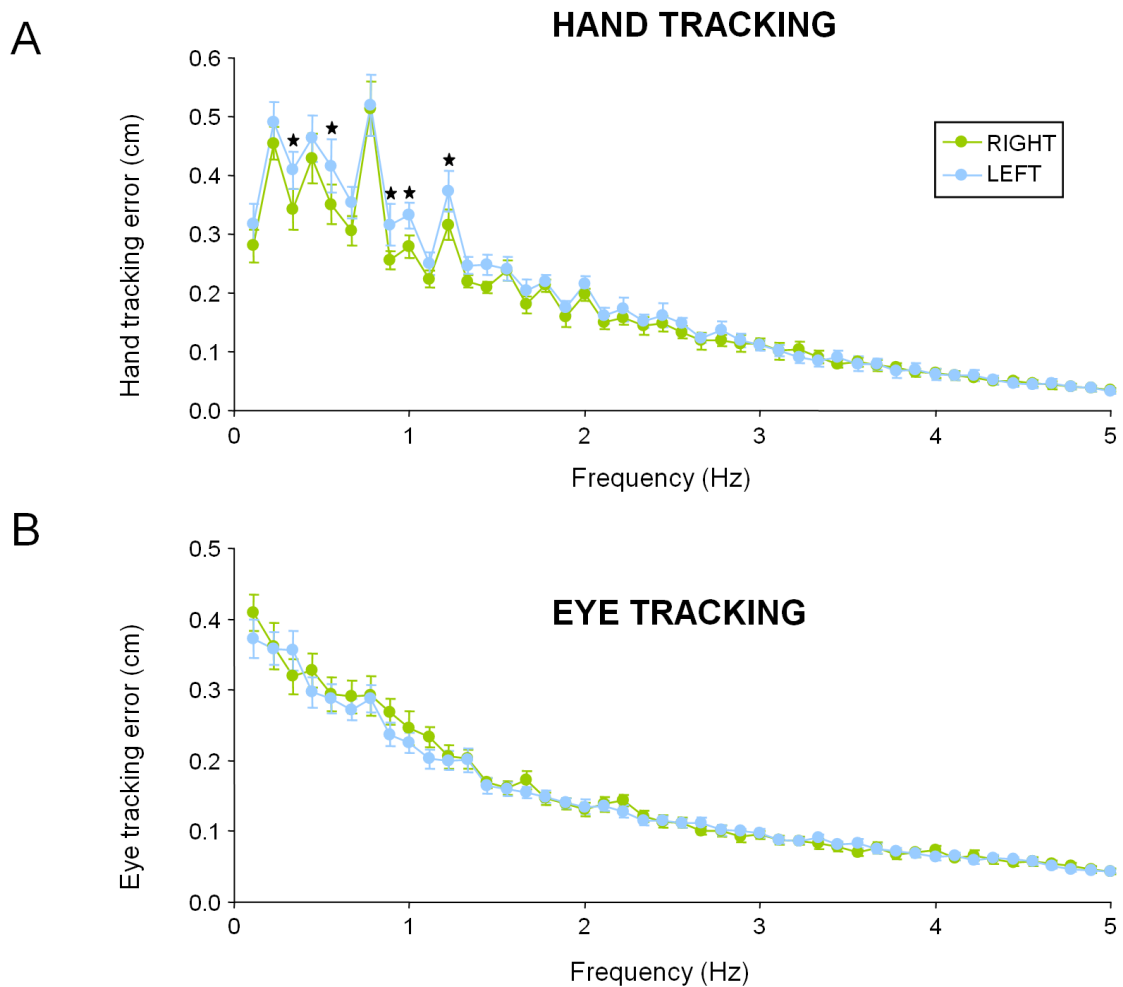 A
HAND TRACKING
Hand tracking error (cm)
0.6
0.5
0.4
0.3
0.2
0.1
0.0
0 1 2 3 4 5
Frequency (Hz)
RIGHT
LEFT
B
EYE TRACKING
Eye tracking error (cm)
0.5
0.4
0.3
0.2
0.1
0.0
0 1 2 3 4 5
Frequency (Hz)